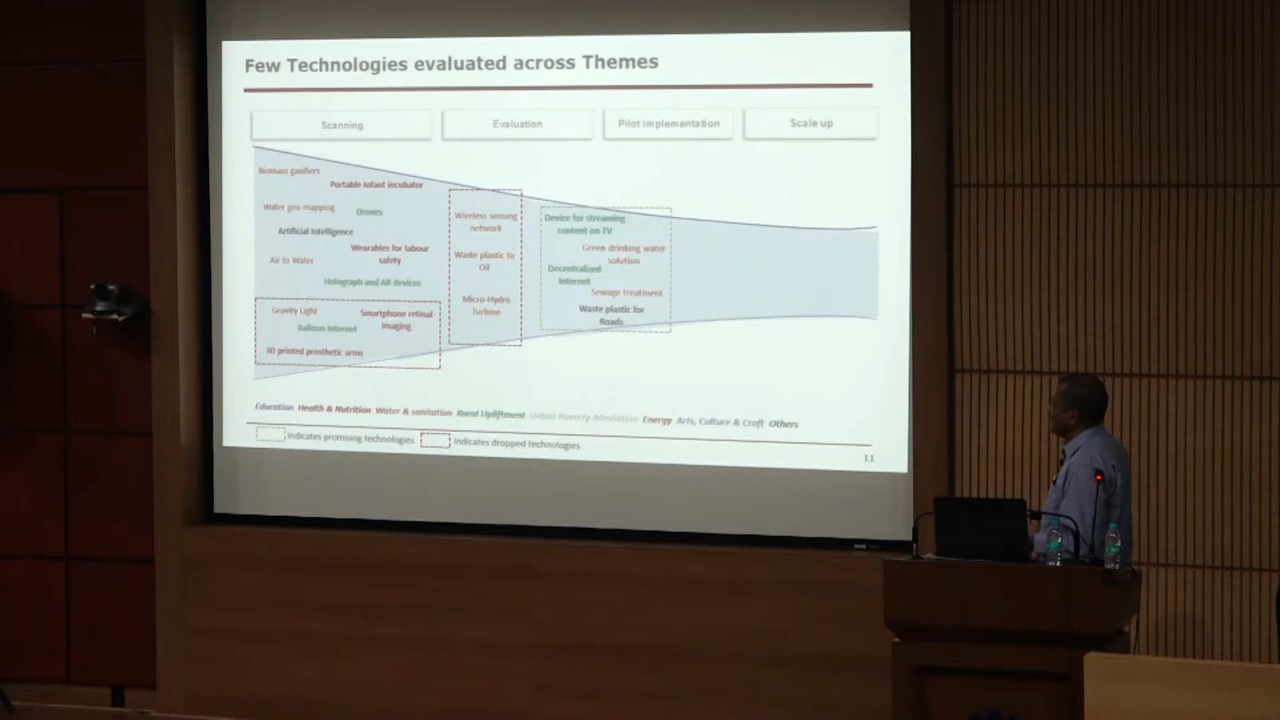 Few Technologies evaluated across Themes
Scanning
Evaluation
Pilot implementation
Scale up
Biomass gasifiers
Portable Infant incubator
Water geo-mapping
Drones
Artificial Intelligence
Wearables for labour
safety
Air to Water
Holograph and AR devices
Gravity Light
Smartphone retinal
imaging
Balloon Internet
3D printed prosthetic arms
Wireless sensing
network
Waste plastic to
Oil
Micro-Hydro
Turbine
Device for streaming
content on TV
Green drinking water
solution
Decentralized
Internet
Sewage treatment
Waste plastic for
Roads
Education Health & Nutrition Water & sanitation Rural Upliftment Urban Poverty Alleviation Energy Arts, Culture & Craft Others
Indicates promising technologies
Indicates dropped technologies
11